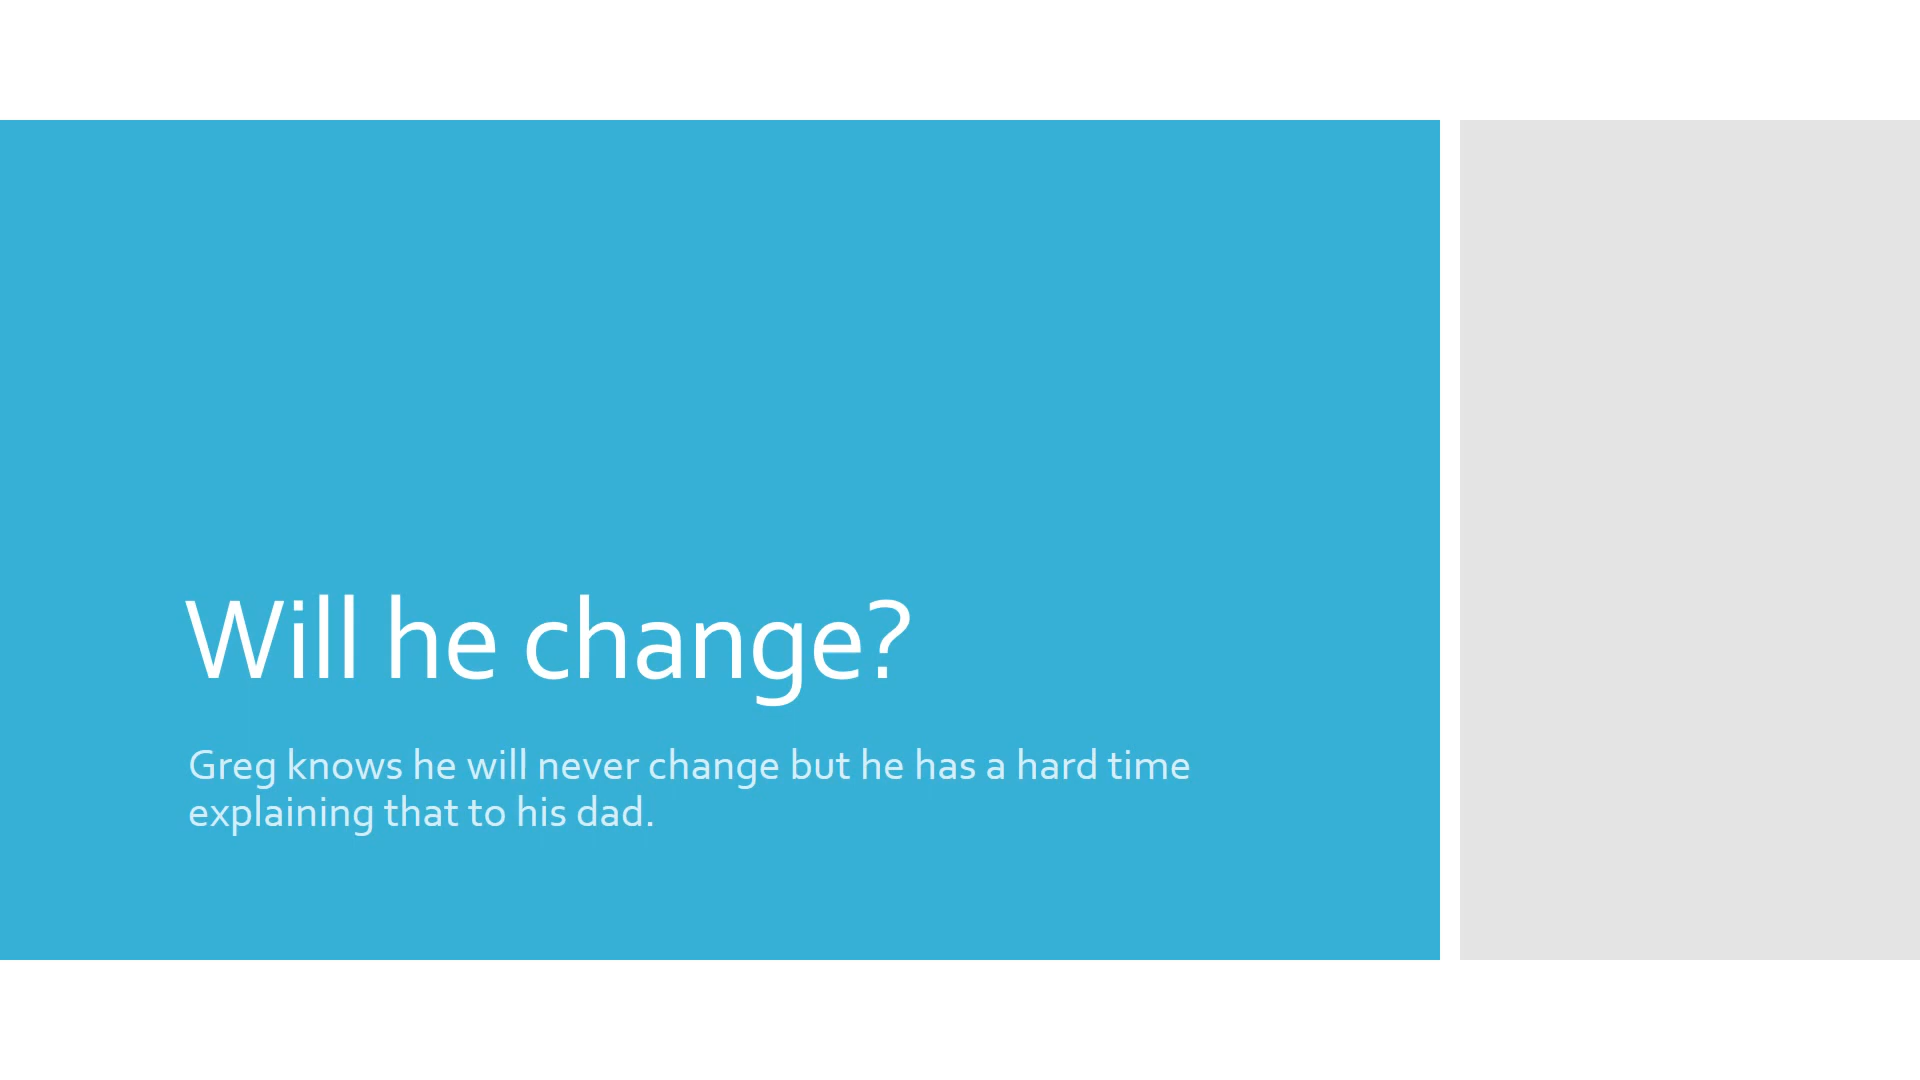 Will he change?
Greg knows he will never change but he has a hard time
explaining that to his dad.